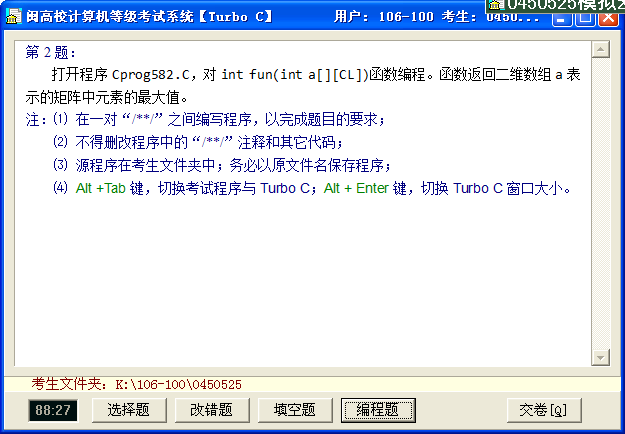 0450525模拟
闽高校计算机等级考试系统【Turbo C】 用户: 106-100 考生: 0450...
第 2 题:
打开程序 Cprog582.C，对 int fun(int a[][CL])函数编程。函数返回二维数组 a 表
示的矩阵中元素的最大值。
注：⑴ 在一对“/**/”之间编写程序，以完成题目的要求；
⑵ 不得删改程序中的“/**/”注释和其它代码；
⑶ 源程序在考生文件夹中；务必以原文件名保存程序；
⑷ Alt +Tab 键，切换考试程序与 Turbo C；Alt + Enter 键，切换 Turbo C 窗口大小。
考生文件夹: K:\106-100\0450525
88:27 选择题 改错题 填空题 编程题 交卷[Q]